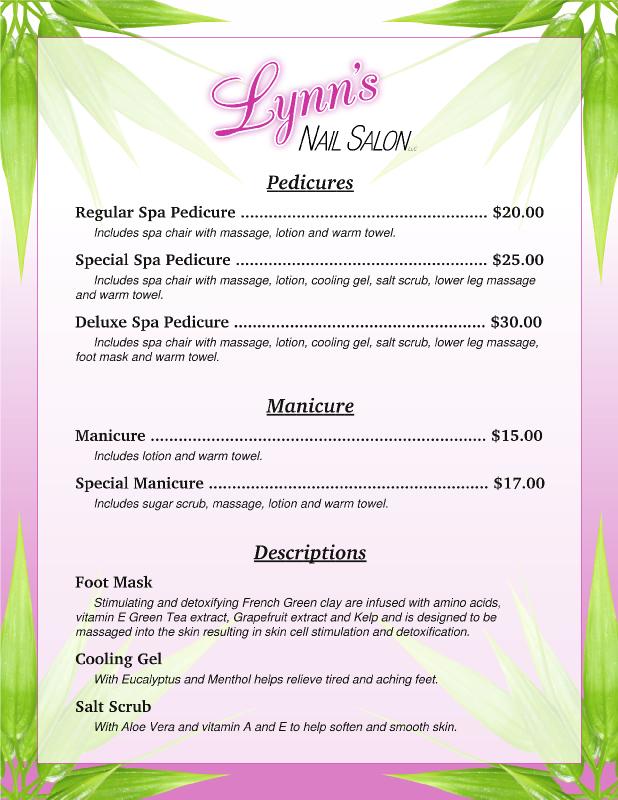 Lynn's
NAIL SALON LLC
Pedicures
Regular Spa Pedicure ..................................................... $20.00
Includes spa chair with massage, lotion and warm towel.
Special Spa Pedicure ...................................................... $25.00
Includes spa chair with massage, lotion, cooling gel, salt scrub, lower leg massage
and warm towel.
Deluxe Spa Pedicure ...................................................... $30.00
Includes spa chair with massage, lotion, cooling gel, salt scrub, lower leg massage,
foot mask and warm towel.
Manicure
Manicure ........................................................................ $15.00
Includes lotion and warm towel.
Special Manicure ............................................................ $17.00
Includes sugar scrub, massage, lotion and warm towel.
Descriptions
Foot Mask
Stimulating and detoxifying French Green clay are infused with amino acids,
vitamin E Green Tea extract, Grapefruit extract and Kelp and is designed to be
massaged into the skin resulting in skin cell stimulation and detoxification.
Cooling Gel
With Eucalyptus and Menthol helps relieve tired and aching feet.
Salt Scrub
With Aloe Vera and vitamin A and E to help soften and smooth skin.